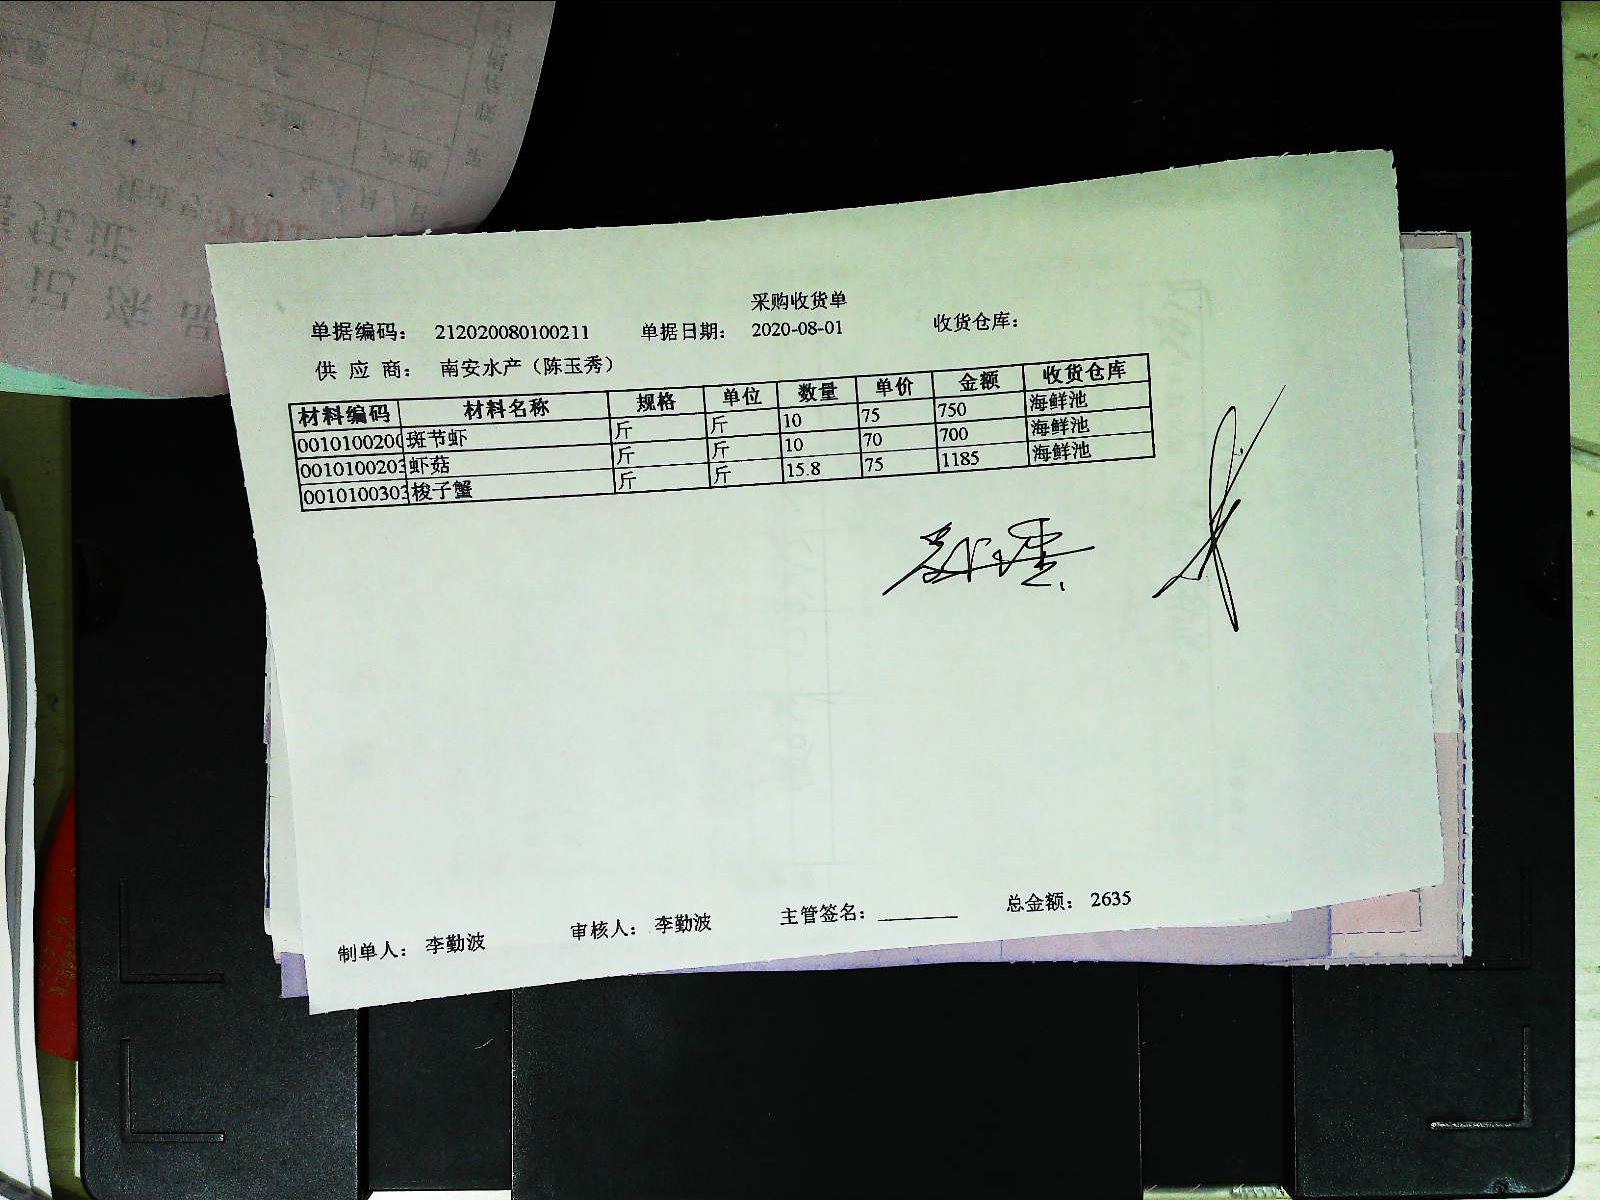 采购收货单
单据编码： 212020080100211 单据日期： 2020-08-01 收货仓库：
供 应 商： 南安水产（陈玉秀）
材料编码 材料名称 规格 单位 数量 单价 金额 收货仓库
0010100200 斑节虾 斤 斤 10 75 750 海鲜池
0010100203 虾菇 斤 斤 10 70 700 海鲜池
0010100303 梭子蟹 斤 斤 15.8 75 1185 海鲜池
制单人： 李勤波 审核人： 李勤波 主管签名： 总金额： 2635